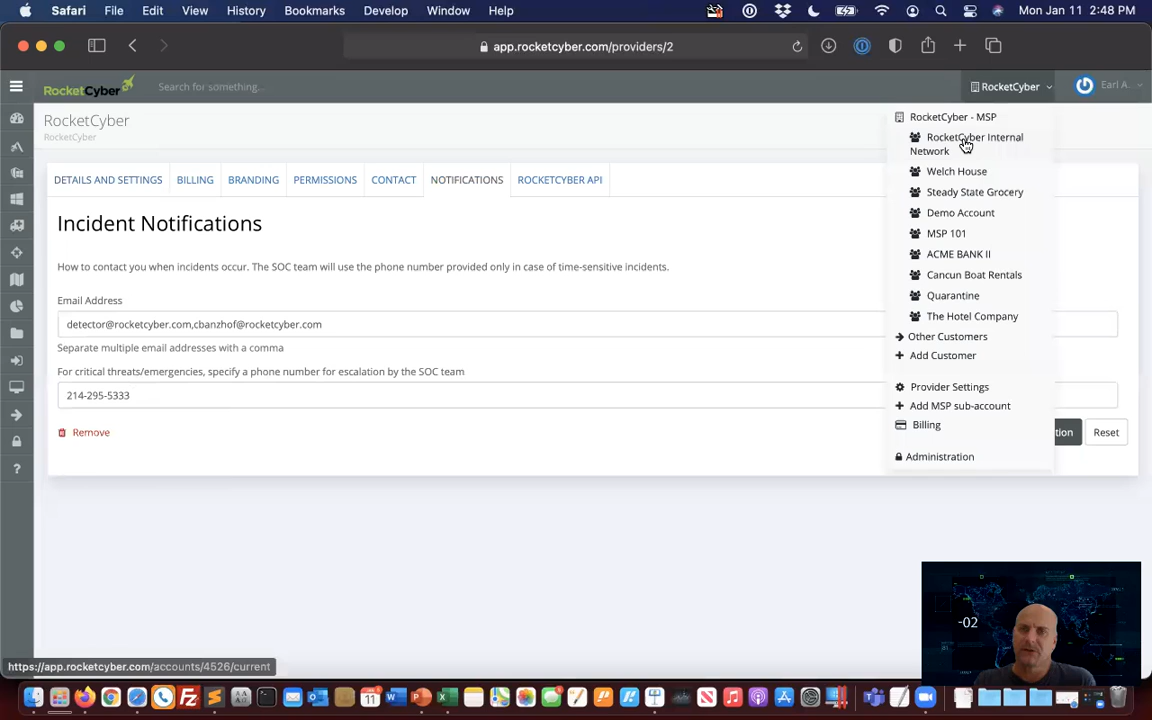 Safari File Edit View History Bookmarks Develop Window Help Mon Jan 11 2:48 PM
app.rocketcyber.com/providers/2
RocketCyber Search for something... RocketCyber Earl A.
RocketCyber
RocketCyber
DETAILS AND SETTINGS BILLING BRANDING PERMISSIONS CONTACT NOTIFICATIONS ROCKETCYBER API
Incident Notifications
How to contact you when incidents occur. The SOC team will use the phone number provided only in case of time-sensitive incidents.
Email Address
detector@rocketcyber.com,cbanzhof@rocketcyber.com
Separate multiple email addresses with a comma
For critical threats/emergencies, specify a phone number for escalation by the SOC team
214-295-5333
Remove
tion Reset
RocketCyber - MSP
RocketCyber Internal
Network
Welch House
Steady State Grocery
Demo Account
MSP 101
ACME BANK II
Cancun Boat Rentals
Quarantine
The Hotel Company
Other Customers
Add Customer
Provider Settings
Add MSP sub-account
Billing
Administration
-02
https://app.rocketcyber.com/accounts/4526/current